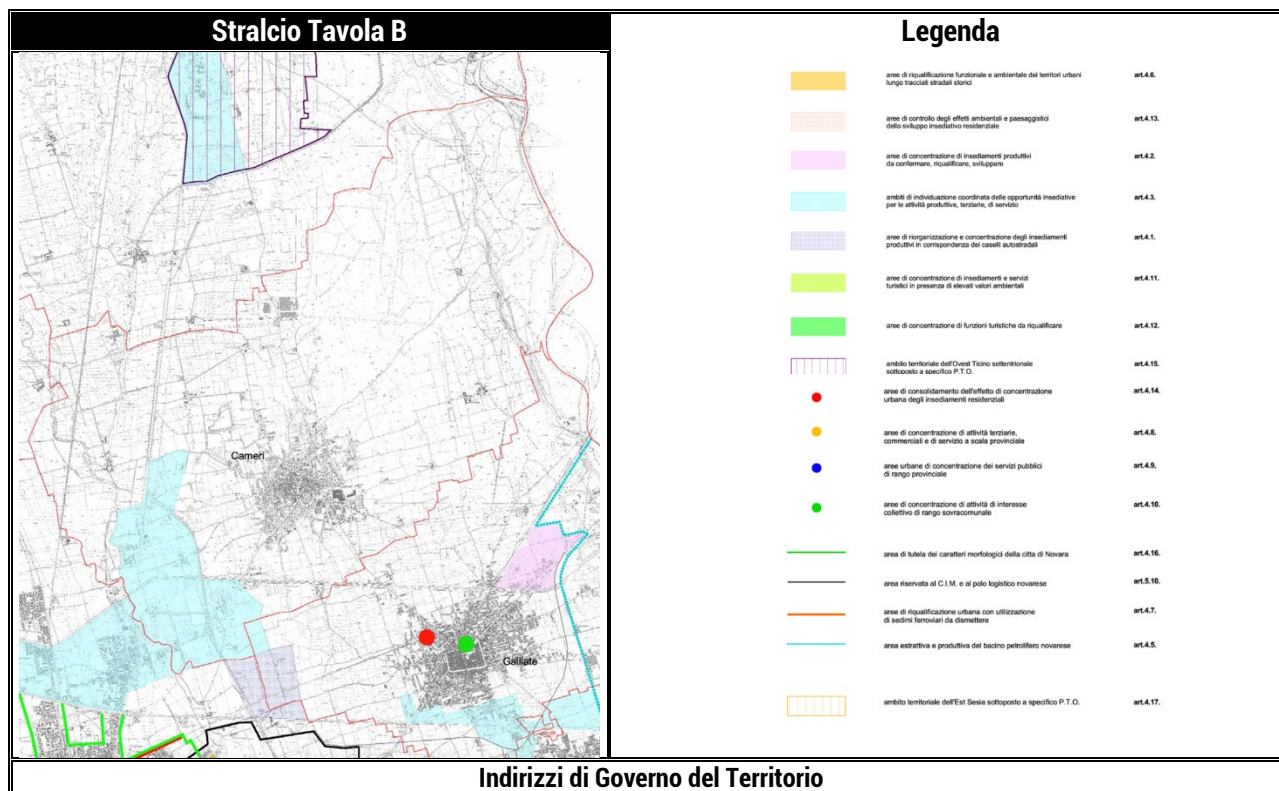 Stralcio Tavola B
Legenda
aree di riqualificazione funzionale e ambientale dei territori urbani
lungo tracciati stradali storici
art.4.6.
aree di controllo degli effetti ambientali e paesaggistici
dello sviluppo insediativo residenziale
art.4.13.
aree di concentrazione di insediamenti produttivi
da confermare, riqualificare, sviluppare
art.4.2.
ambiti di individuazione coordinata delle opportunità insediative
per le attività produttive, terziarie, di servizio
art.4.3.
aree di riorganizzazione e concentrazione degli insediamenti
produttivi in corrispondenza dei caselli autostradali
art.4.1.
aree di concentrazione di insediamenti e servizi
turistici in presenza di elevati valori ambientali
art.4.11.
aree di concentrazione di funzioni turistiche da riqualificare
art.4.12.
ambito territoriale dell'Ovest Ticino settentrionale
sottoposto a specifico P.T.O.
art.4.15.
aree di consolidamento dell'effetto di concentrazione
urbana degli insediamenti residenziali
art.4.14.
aree di concentrazione di attività terziarie,
commerciali e di servizio a scala provinciale
art.4.8.
aree urbane di concentrazione dei servizi pubblici
di rango provinciale
art.4.9.
aree di concentrazione di attività di interesse
collettivo di rango sovracomunale
art.4.10.
area di tutela dei caratteri morfologici della citta di Novara
art.4.16.
area riservata al C.I.M. e al polo logistico novarese
art.5.10.
aree di riqualificazione urbana con utilizzazione
di sedimi ferroviari da dismettere
art.4.7.
area estrattiva e produttiva del bacino petrolifero novarese
art.4.5.
ambito territoriale dell'Est Sesia sottoposto a specifico P.T.O.
art.4.17.
Cameri
Galliate
Indirizzi di Governo del Territorio